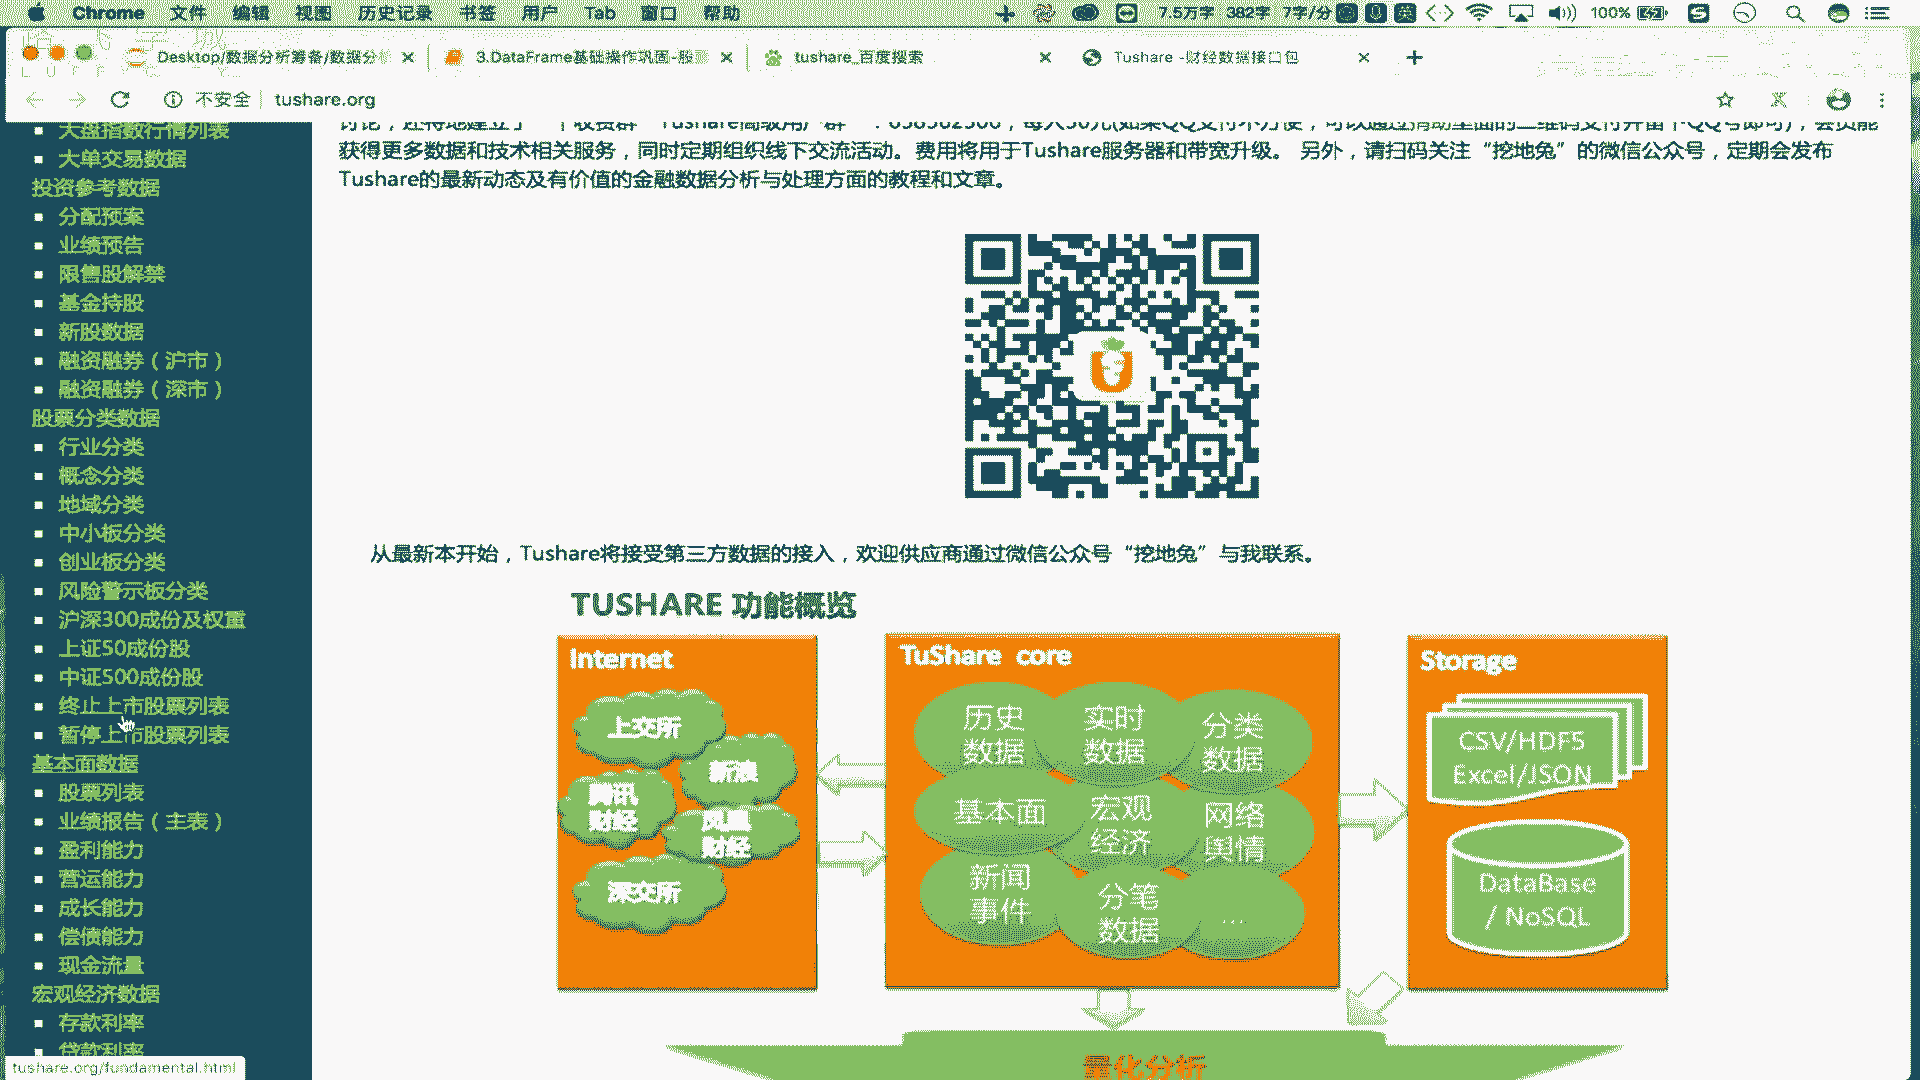 Chrome 文件 编辑 视图 历史记录 书签 用户 Tab 窗口 帮助 7.5万字 382字 7字/分 英 100%
Desktop/数据分析筹备/数据分析
3.DataFrame基础操作巩固-股票
tushare_百度搜索
Tushare -财经数据接口包
不安全 tushare.org
大盘指数行情列表
大单交易数据
投资参考数据
分配预案
业绩预告
限售股解禁
基金持股
新股数据
融资融券（沪市）
融资融券（深市）
股票分类数据
行业分类
概念分类
地域分类
中小板分类
创业板分类
风险警示板分类
沪深300成份及权重
上证50成份股
中证500成份股
终止上市股票列表
暂停上市股票列表
基本面数据
股票列表
业绩报告（主表）
盈利能力
营运能力
成长能力
偿债能力
现金流量
宏观经济数据
存款利率
贷款利率
tushare.org/fundamental.html
获得更多数据和技术相关服务，同时定期组织线下交流活动。费用将用于Tushare服务器和带宽升级。 另外，请扫码关注“挖地兔”的微信公众号，定期会发布
Tushare的最新动态及有价值的金融数据分析与处理方面的教程和文章。
从最新本开始，Tushare将接受第三方数据的接入，欢迎供应商通过微信公众号“挖地兔”与我联系。
TUSHARE 功能概览
Internet
上交所
新浪
腾讯
财经
凤凰
财经
深交所
TuShare core
历史
数据
实时
数据
分类
数据
基本面
宏观
经济
网络
舆情
新闻
事件
分笔
数据
...
Storage
CSV/HDF5
Excel/JSON
DataBase
/ NoSQL
量化分析